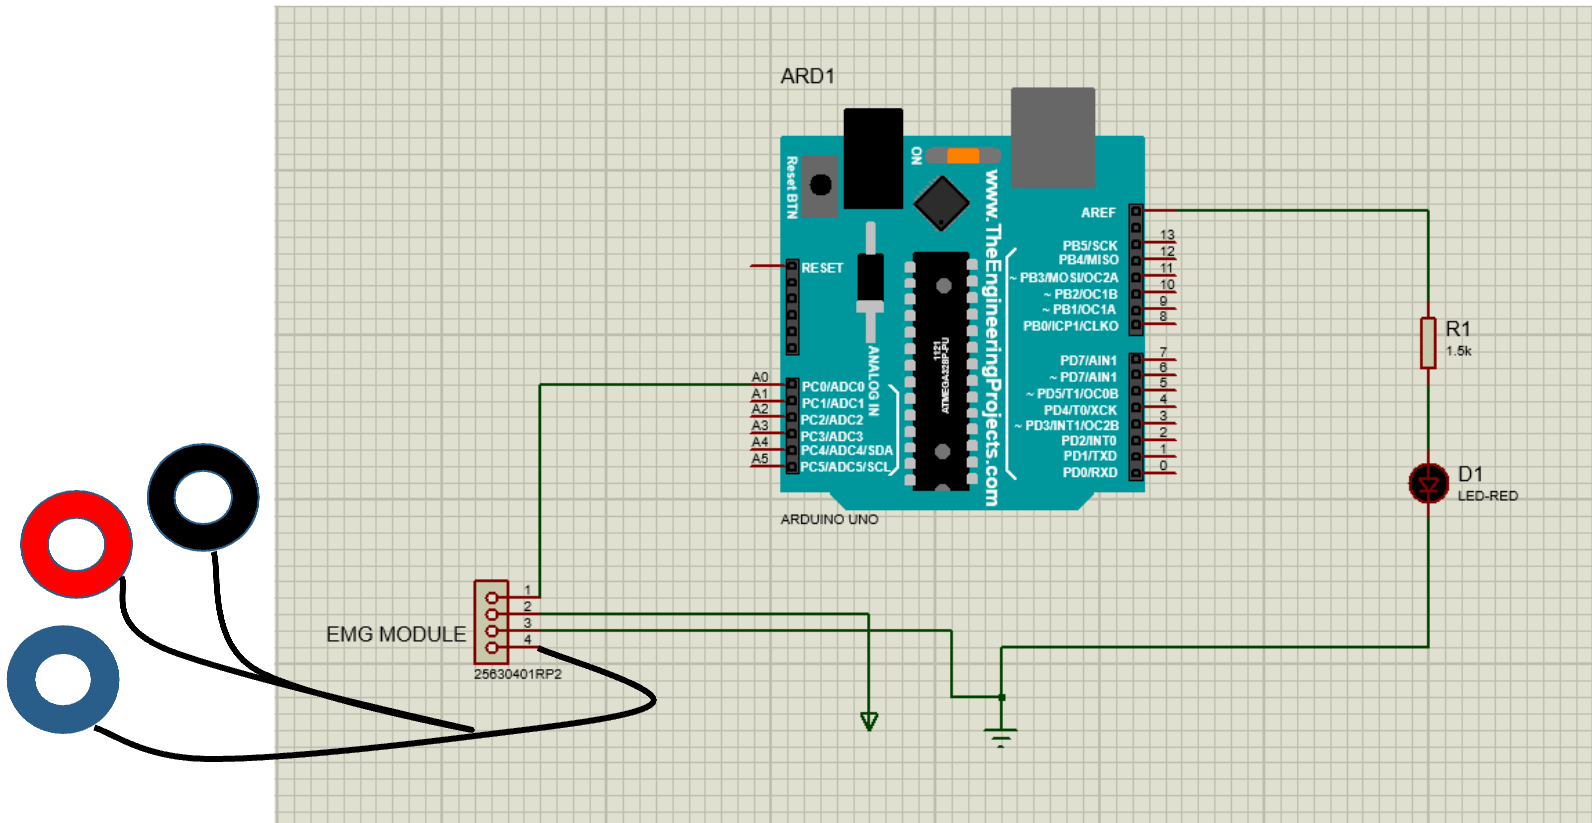 ARD1
ON
Reset BTN
www.TheEngineeringProjects.com
RESET
ANALOG IN
1121
ATMEGA328P-PU
A0 PC0/ADC0
A1 PC1/ADC1
A2 PC2/ADC2
A3 PC3/ADC3
A4 PC4/ADC4/SDA
A5 PC5/ADC5/SCL
AREF
PB5/SCK 13
PB4/MISO 12
~ PB3/MOSI/OC2A 11
~ PB2/OC1B 10
~ PB1/OC1A 9
PB0/ICP1/CLKO 8
PD7/AIN1 7
~ PD7/AIN1 6
~ PD5/T1/OC0B 5
PD4/T0/XCK 4
~ PD3/INT1/OC2B 3
PD2/INT0 2
PD1/TXD 1
PD0/RXD 0
ARDUINO UNO
R1
1.5k
D1
LED-RED
EMG MODULE
1
2
3
4
25630401RP2